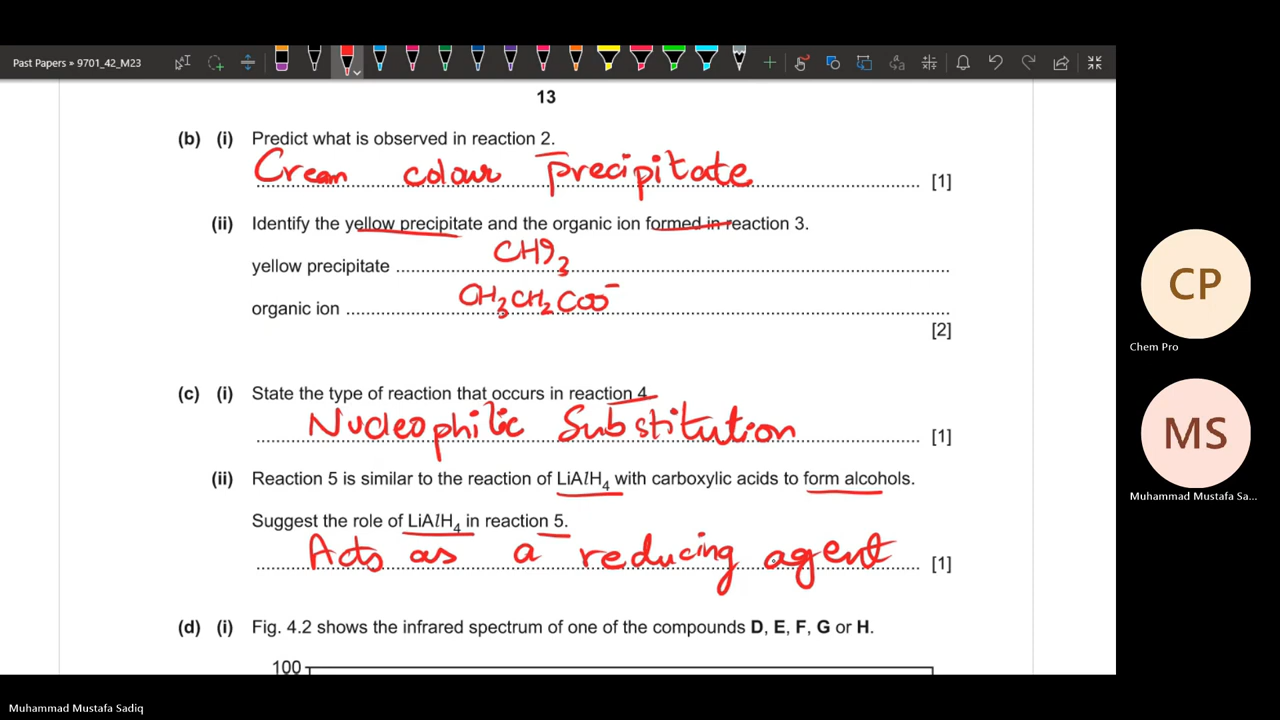 Past Papers » 9701_42_M23
13
(b) (i) Predict what is observed in reaction 2.
Cream colour precipitate
[1]
(ii) Identify the yellow precipitate and the organic ion formed in reaction 3.
yellow precipitate CHI₃
organic ion CH₃CH₂COO⁻
[2]
(c) (i) State the type of reaction that occurs in reaction 4.
Nucleophilic Substitution
[1]
(ii) Reaction 5 is similar to the reaction of LiAlH₄ with carboxylic acids to form alcohols.
Suggest the role of LiAlH₄ in reaction 5.
Acts as a reducing agent
[1]
(d) (i) Fig. 4.2 shows the infrared spectrum of one of the compounds D, E, F, G or H.
100
CP
Chem Pro
MS
Muhammad Mustafa Sa...
Muhammad Mustafa Sadiq